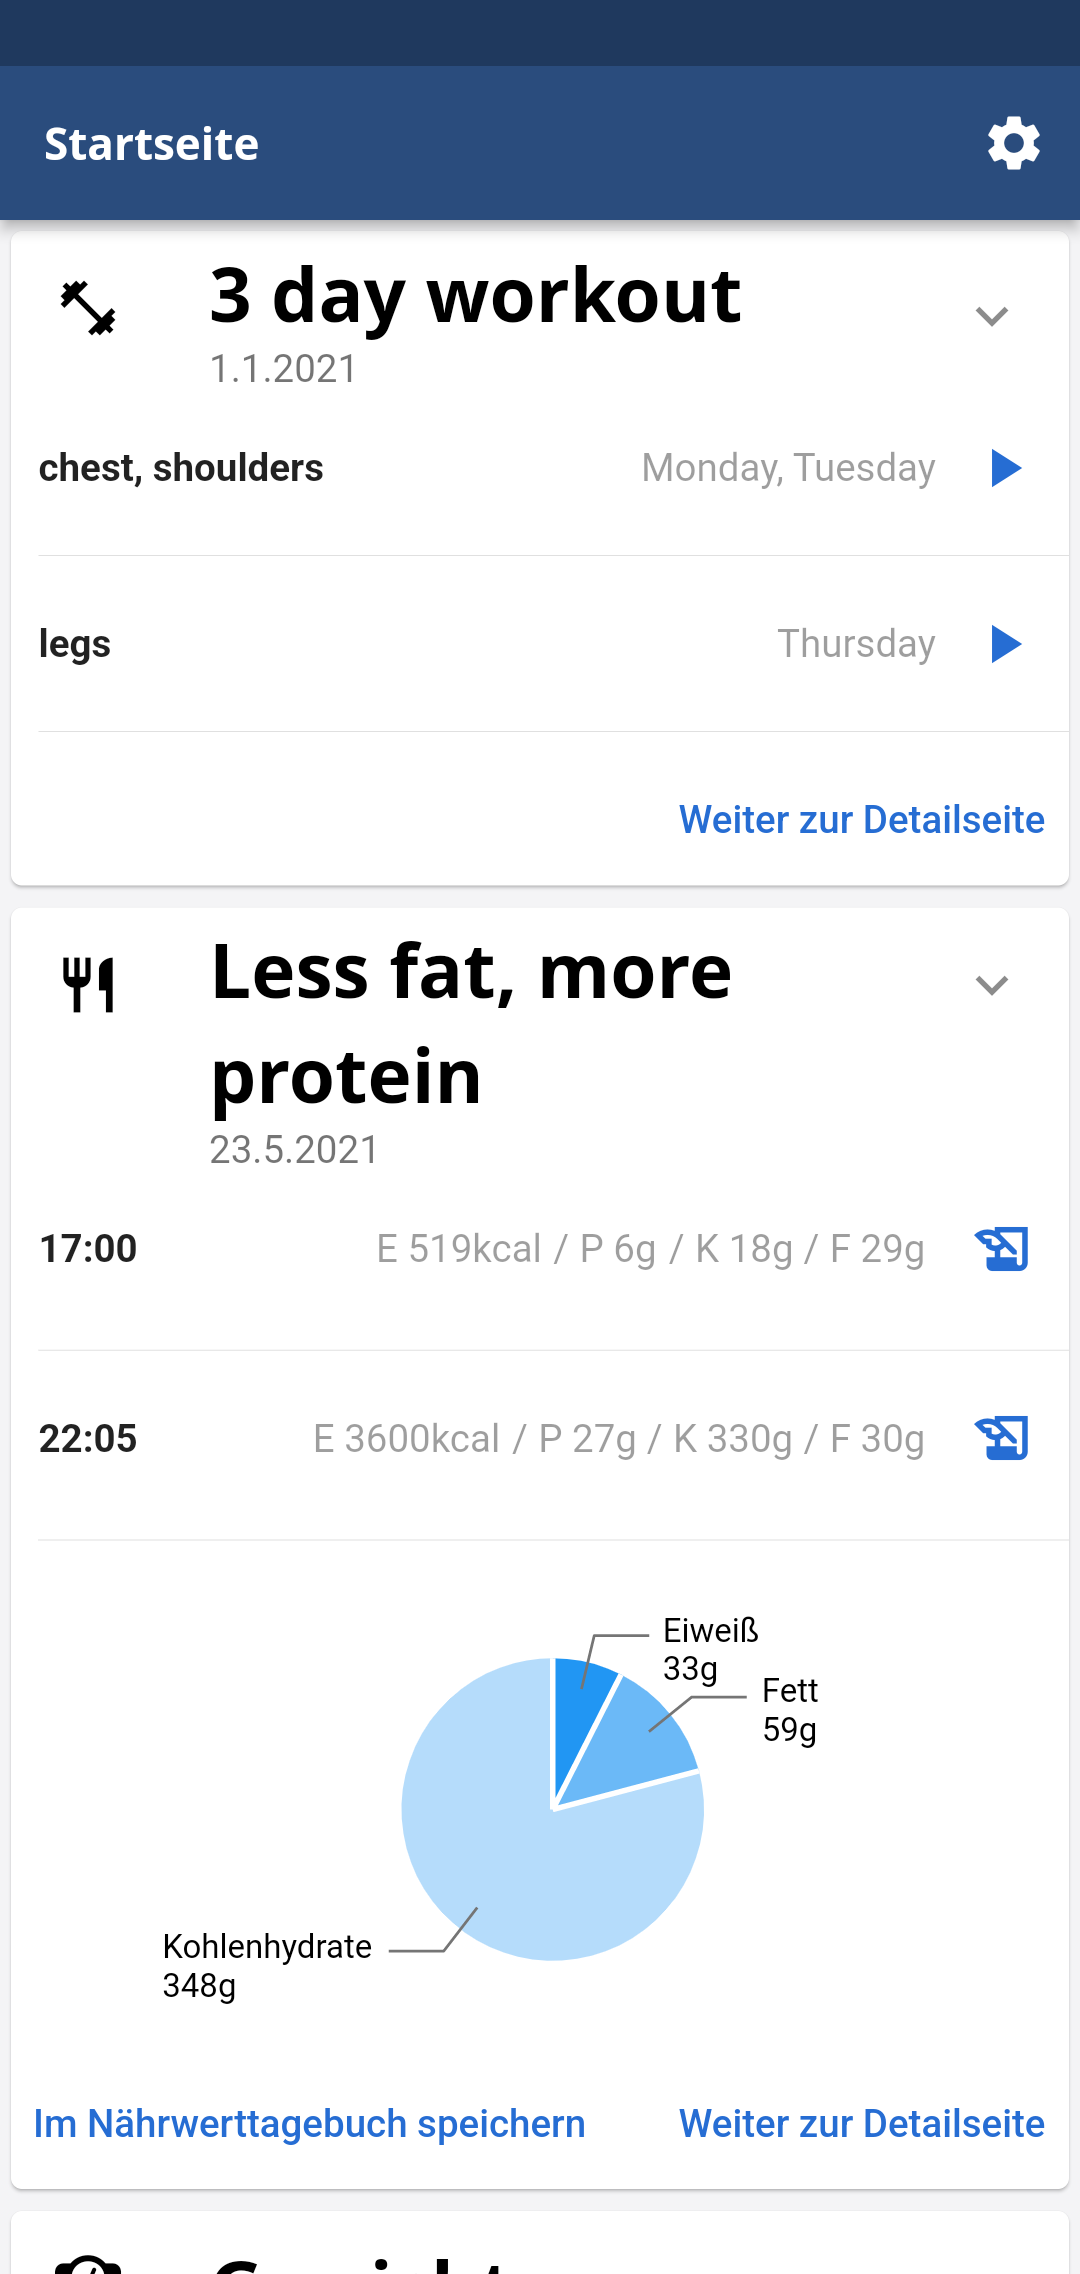 Startseite
3 day workout
1.1.2021
chest, shoulders Monday, Tuesday
legs Thursday
Weiter zur Detailseite
Less fat, more
protein
23.5.2021
17:00 E 519kcal / P 6g / K 18g / F 29g
22:05 E 3600kcal / P 27g / K 330g / F 30g
Eiweiß
33g
Fett
59g
Kohlenhydrate
348g
Im Nährwerttagebuch speichern Weiter zur Detailseite